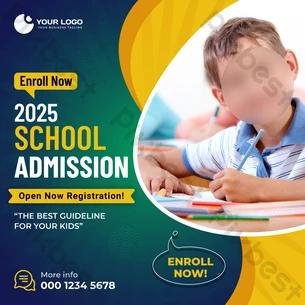 YOUR LOGO
YOUR BUSINESS TAGLINE
Enroll Now
2025
SCHOOL
ADMISSION
Open Now Registration!
"THE BEST GUIDELINE
FOR YOUR KIDS"
ENROLL
NOW!
More info
000 1234 5678